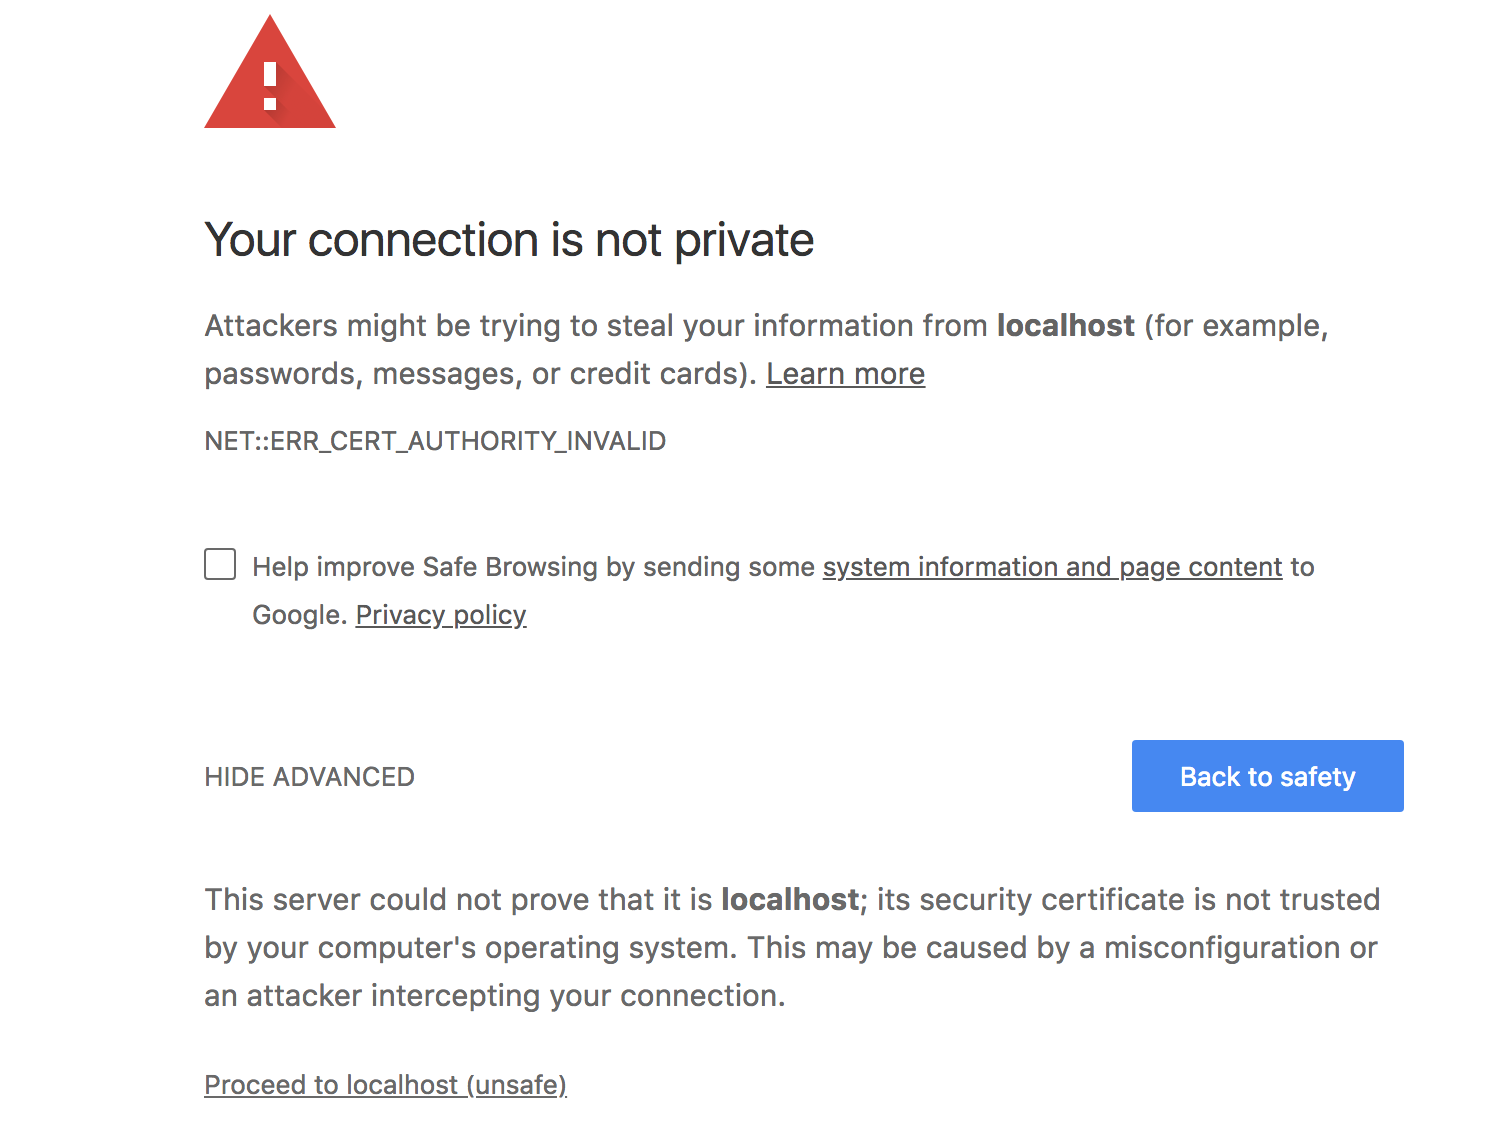 Your connection is not private
Attackers might be trying to steal your information from localhost (for example,
passwords, messages, or credit cards). Learn more
NET::ERR_CERT_AUTHORITY_INVALID
Help improve Safe Browsing by sending some system information and page content to
Google. Privacy policy
HIDE ADVANCED
Back to safety
This server could not prove that it is localhost; its security certificate is not trusted
by your computer's operating system. This may be caused by a misconfiguration or
an attacker intercepting your connection.
Proceed to localhost (unsafe)